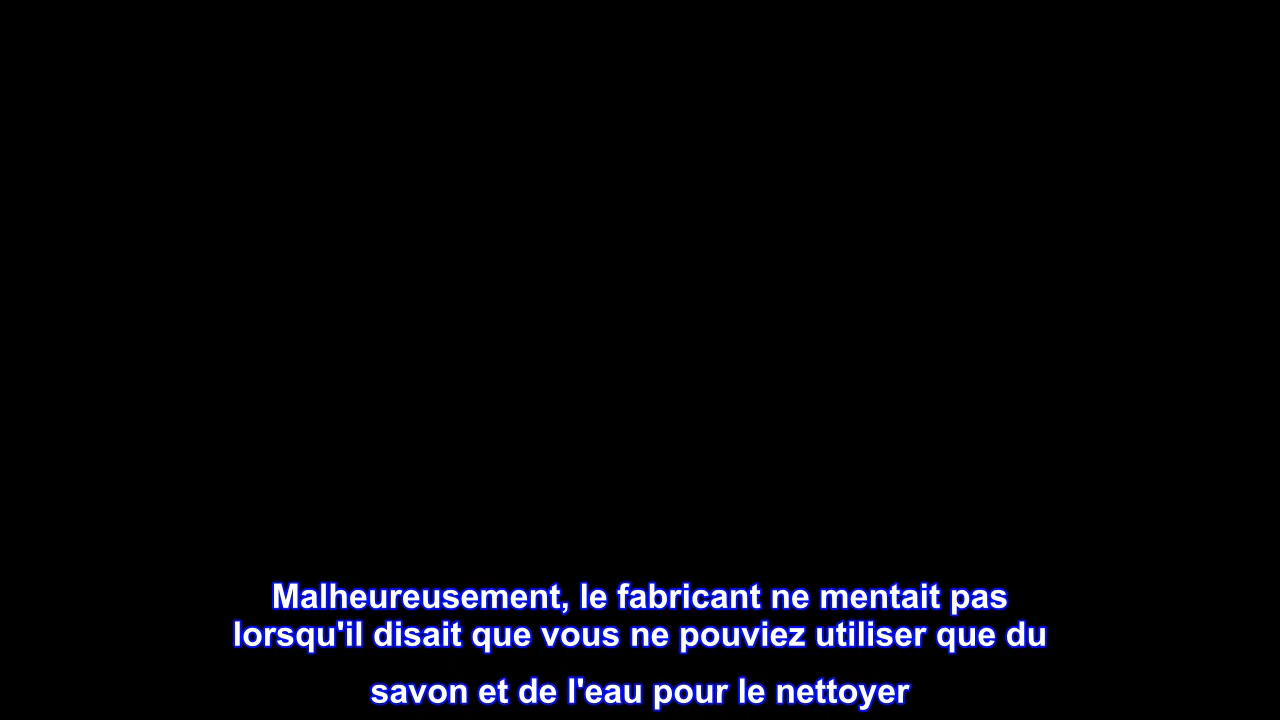 Malheureusement, le fabricant ne mentait pas
lorsqu'il disait que vous ne pouviez utiliser que du
savon et de l'eau pour le nettoyer